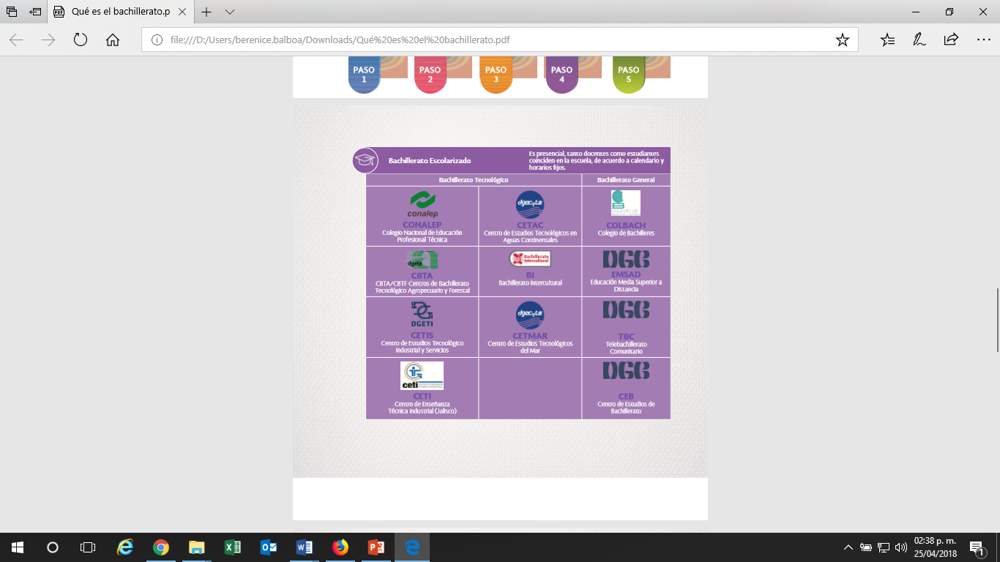 Qué es el bachillerato.p
file:///D:/Users/berenice.balboa/Downloads/Qué%20es%20el%20bachillerato.pdf
PASO
1
PASO
2
PASO
3
PASO
4
PASO
5
Bachillerato Escolarizado
Es presencial, tanto docentes como estudiantes
coinciden en la escuela, de acuerdo a calendario y
horarios fijos.
Bachillerato Tecnológico
Bachillerato General
conalep
CONALEP
Colegio Nacional de Educación
Profesional Técnica
dgecyTM
CETAC
Centro de Estudios Tecnológicos en
Aguas Continentales
COLEGIO DE
BACHILLERES
COLBACH
Colegio de Bachilleres
dgeta
CBTA
CBTA/CBTF Centros de Bachillerato
Tecnológico Agropecuario y Forestal
Bachillerato
Intercultural
BI
Bachillerato Intercultural
DGB
EMSAD
Educación Media Superior a
Distancia
DGETI
CETIS
Centro de Estudios Tecnológico
Industrial y Servicios
dgecyTM
CETMAR
Centro de Estudios Tecnológicos
del Mar
DGB
TBC
Telebachillerato
Comunitario
ceti
CETI
Centro de Enseñanza
Técnica Industrial (Jalisco)
DGB
CEB
Centro de Estudios de
Bachillerato
02:38 p. m.
25/04/2018
1